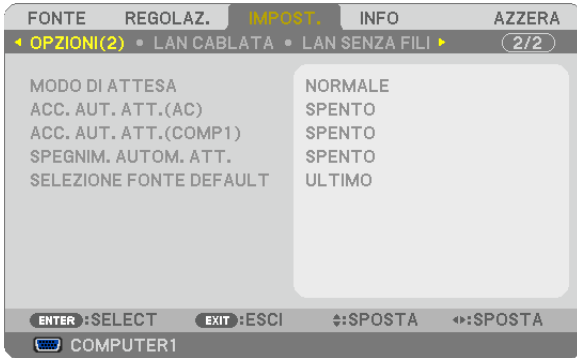 FONTE REGOLAZ. IMPOST. INFO AZZERA
OPZIONI(2) • LAN CABLATA • LAN SENZA FILI 2/2
MODO DI ATTESA NORMALE
ACC. AUT. ATT.(AC) SPENTO
ACC. AUT. ATT.(COMP1) SPENTO
SPEGNIM. AUTOM. ATT. SPENTO
SELEZIONE FONTE DEFAULT ULTIMO
ENTER :SELECT EXIT :ESCI :SPOSTA :SPOSTA
COMPUTER1